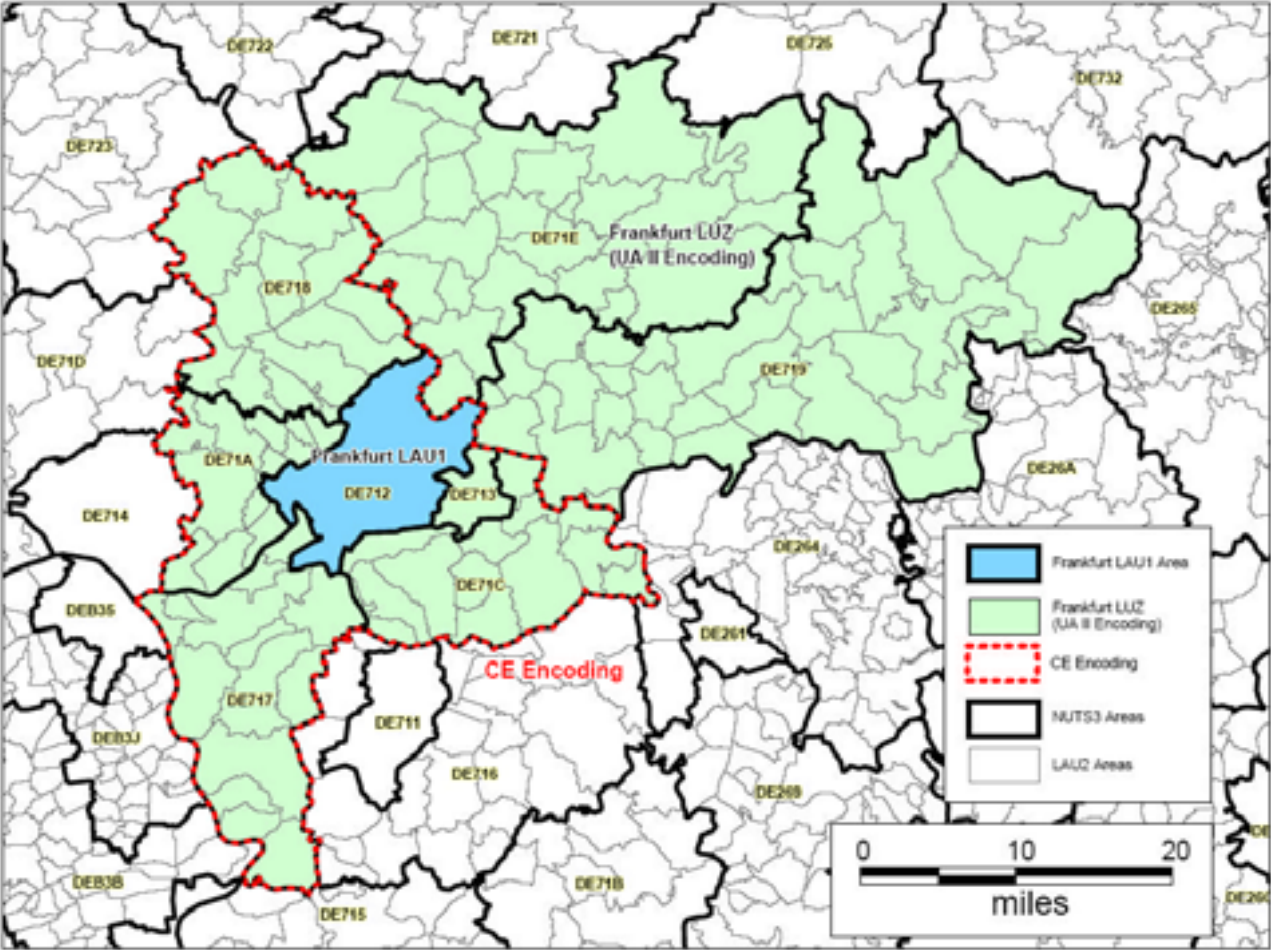 DE722
DE721
DE725
DE732
DE723
DE71E
Frankfurt LUZ
(UA II Encoding)
DE718
DE265
DE71D
DE719
Frankfurt LAU1
DE71A
DE712
DE713
DE26A
DE714
DE264
DE71C
DEB35
DE261
CE Encoding
DE717
DE711
DEB3J
DE716
DE269
DEB3B
DE71B
DE715
Frankfurt LAU1 Area
Frankfurt LUZ
(UA II Encoding)
CE Encoding
NUTS3 Areas
LAU2 Areas
0 10 20
miles